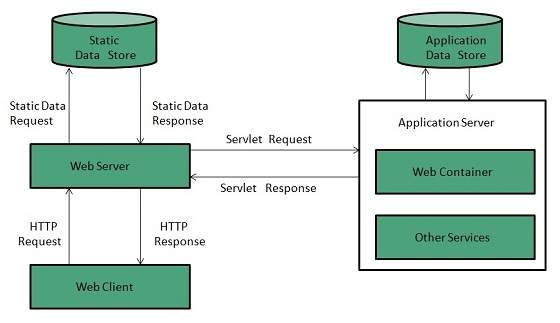 Static
Data Store
Application
Data Store
Static Data
Request
Static Data
Response
Servlet Request
Application Server
Web Server
Web Container
Servlet Response
HTTP
Request
HTTP
Response
Other Services
Web Client